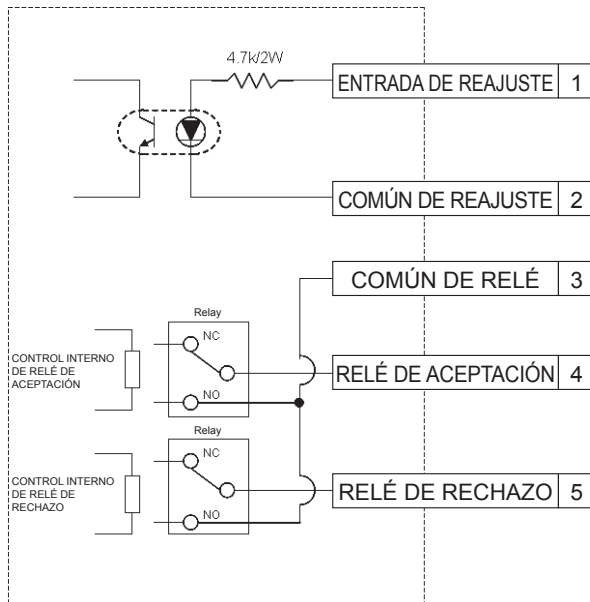 4.7k/2W
ENTRADA DE REAJUSTE 1
COMÚN DE REAJUSTE 2
COMÚN DE RELÉ 3
Relay
NC
CONTROL INTERNO
DE RELÉ DE
ACEPTACIÓN
RELÉ DE ACEPTACIÓN 4
NO
Relay
NC
CONTROL INTERNO
DE RELÉ DE
RECHAZO
RELÉ DE RECHAZO 5
NO